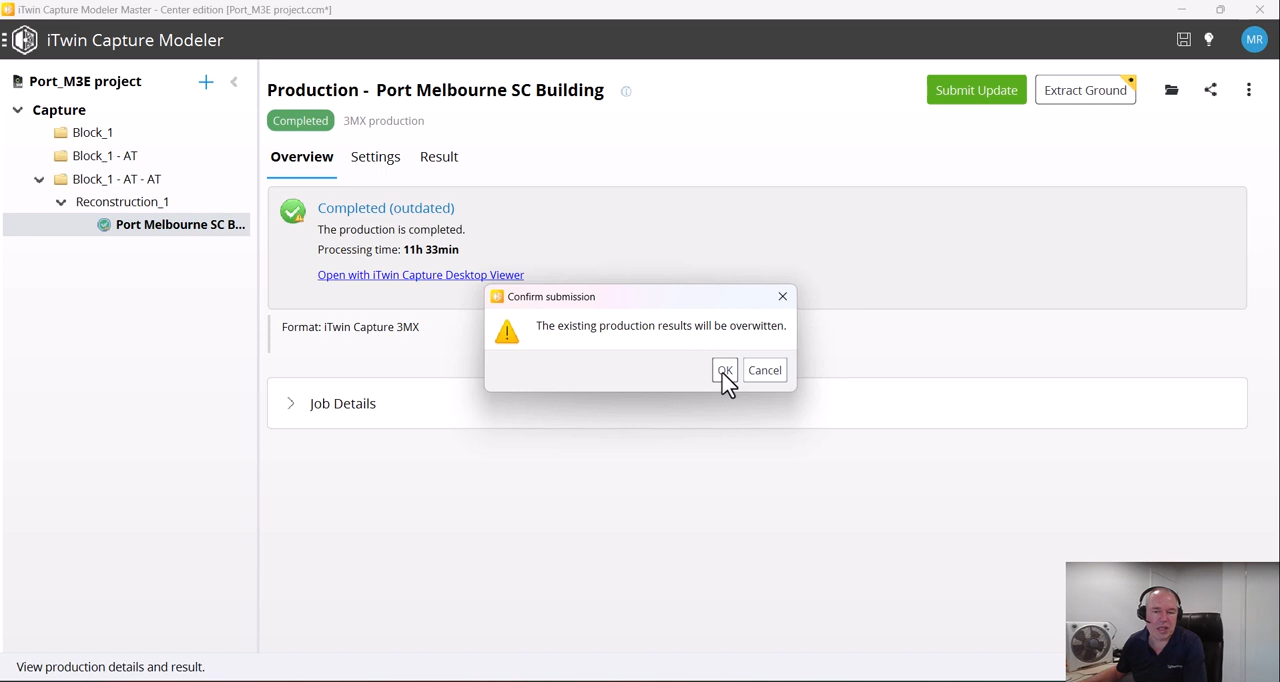 iTwin Capture Modeler Master - Center edition [Port_M3E project.ccm*]
iTwin Capture Modeler
MR
Port_M3E project
Capture
Block_1
Block_1 - AT
Block_1 - AT - AT
Reconstruction_1
Port Melbourne SC B...
Production - Port Melbourne SC Building
Submit Update
Extract Ground
Completed
3MX production
Overview
Settings
Result
Completed (outdated)
The production is completed.
Processing time: 11h 33min
Open with iTwin Capture Desktop Viewer
Format: iTwin Capture 3MX
Confirm submission
The existing production results will be overwitten.
OK
Cancel
Job Details
View production details and result.